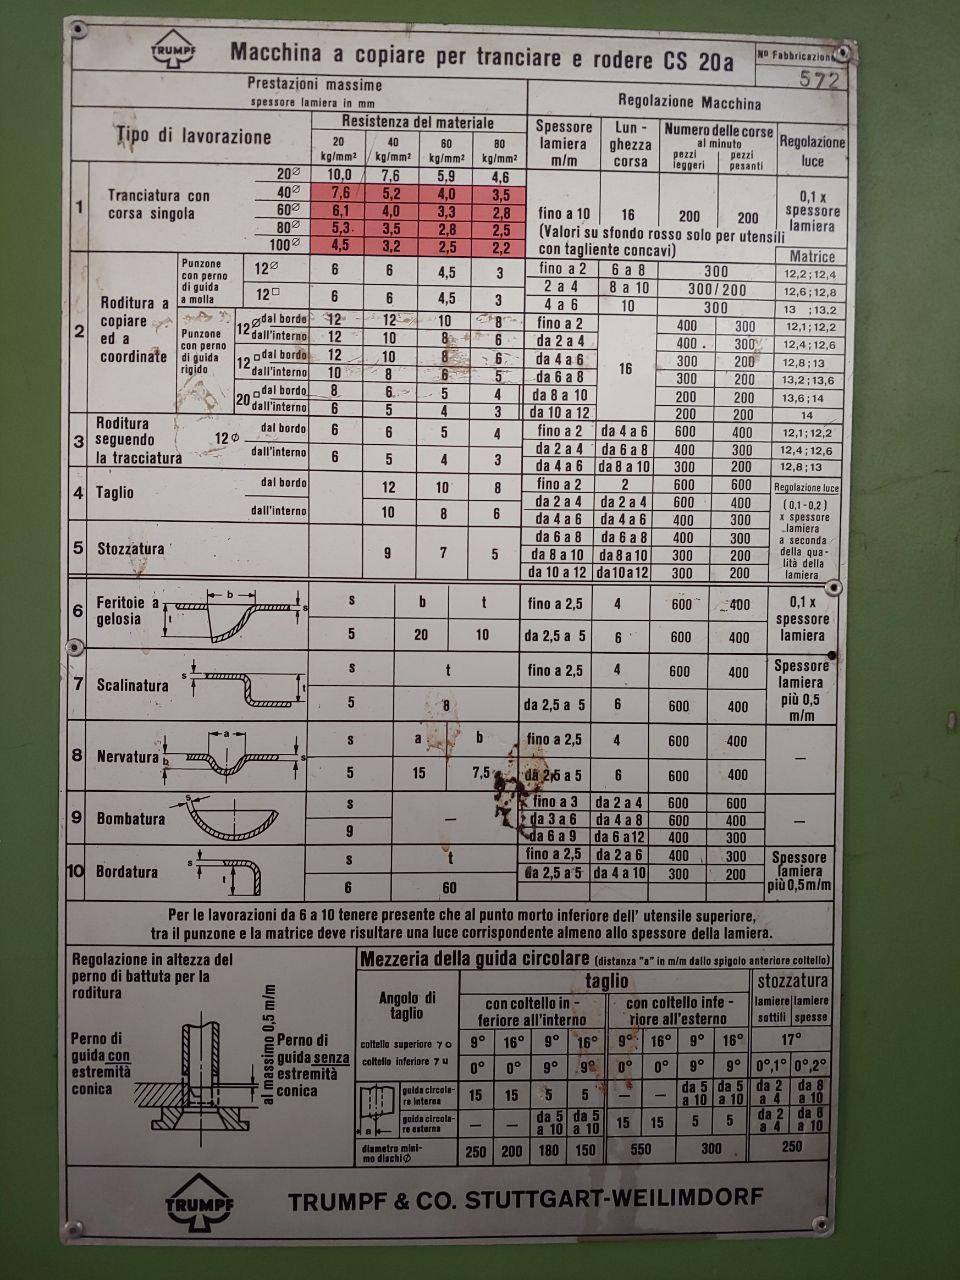 TRUMPF
Macchina a copiare per tranciare e rodere CS 20a
Nº Fabbricazione
572
Prestazioni massime
spessore lamiera in mm
Regolazione Macchina
Tipo di lavorazione
Resistenza del materiale
20 kg/mm² 40 kg/mm² 60 kg/mm² 80 kg/mm²
Spessore lamiera m/m
Lun- ghezza corsa
Numero delle corse al minuto
pezzi leggeri pezzi pesanti
Regolazione luce
1 Tranciatura con corsa singola
20⌀ 10,0 7,6 5,9 4,6
40⌀ 7,6 5,2 4,0 3,5
60⌀ 6,1 4,0 3,3 2,8
80⌀ 5,3 3,5 2,8 2,5
100⌀ 4,5 3,2 2,5 2,2
fino a 10 16 200 200
(Valori su sfondo rosso solo per utensili
con tagliente concavi)
0,1 x spessore lamiera
Matrice
2 Roditura a copiare ed a coordinate
Punzone con perno di guida a molla
12⌀ 6 6 4,5 3
12□ 6 6 4,5 3
fino a 2 6 a 8 300 12,2;12,4
2 a 4 8 a 10 300/200 12,6;12,8
4 a 6 10 300 13 ;13,2
Punzone con perno di guida rigido
12⌀ dal bordo 12 12 10 8 fino a 2 400 300 12,1;12,2
dall'interno 12 10 8 6 da 2 a 4 400 300 12,4;12,6
12□ dal bordo 12 10 8 6 da 4 a 6 16 300 200 12,8;13
dall'interno 10 8 6 5 da 6 a 8 300 200 13,2;13,6
20□ dal bordo 8 6 5 4 da 8 a 10 200 200 13,6;14
dall'interno 6 5 4 3 da 10 a 12 200 200 14
3 Roditura seguendo la tracciatura 12⌀
dal bordo 6 6 5 4
dall'interno 6 5 4 3
fino a 2 da 4 a 6 600 400 12,1;12,2
da 2 a 4 da 6 a 8 400 300 12,4;12,6
da 4 a 6 da 8 a 10 300 200 12,8;13
4 Taglio
dal bordo 12 10 8
dall'interno 10 8 6
5 Stozzatura 9 7 5
fino a 2 2 600 600
da 2 a 4 da 2 a 4 600 400
da 4 a 6 da 4 a 6 400 300
da 6 a 8 da 6 a 8 400 300
da 8 a 10 da 8 a 10 300 200
da 10 a 12 da 10 a 12 300 200
Regolazione luce
(0,1-0,2)
x spessore
lamiera
a seconda
della qua-
lità della
lamiera
6 Feritoie a gelosia
b s t
s b t
5 20 10
fino a 2,5 4 600 400
da 2,5 a 5 6 600 400
0,1 x spessore lamiera
7 Scalinatura
s t
s t
5 8
fino a 2,5 4 600 400
da 2,5 a 5 6 600 400
Spessore lamiera più 0,5 m/m
8 Nervatura
a b s
s a b
5 15 7,5
fino a 2,5 4 600 400
da 2,5 a 5 6 600 400
–
9 Bombatura
s
s –
9
fino a 3 da 2 a 4 600 600
da 3 a 6 da 4 a 8 600 400
da 6 a 9 da 6 a 12 400 300
–
10 Bordatura
s t
s t
6 60
fino a 2,5 da 2 a 6 400 300
da 2,5 a 5 da 4 a 10 300 200
Spessore lamiera più 0,5 m/m
Per le lavorazioni da 6 a 10 tenere presente che al punto morto inferiore dell' utensile superiore,
tra il punzone e la matrice deve risultare una luce corrispondente almeno allo spessore della lamiera.
Regolazione in altezza del
perno di battuta per la
roditura
Perno di
guida con
estremità
conica
al massimo 0,5 m/m
Perno di
guida senza
estremità
conica
Mezzeria della guida circolare (distanza "a" in m/m dallo spigolo anteriore coltello)
Angolo di taglio
taglio stozzatura
con coltello in- feriore all'interno
con coltello infe- riore all'esterno
lamiere sottili lamiere spesse
coltello superiore γo 9° 16° 9° 16° 9° 16° 9° 16° 17°
coltello inferiore γu 0° 0° 9° 9° 0° 0° 9° 9° 0°,1° 0°,2°
a
guida circola- re interna 15 15 5 5 – – da 5 a 10 da 5 a 10 da 2 a 4 da 8 a 10
guida circola- re esterna – – da 5 a 10 da 5 a 10 15 15 5 5 da 2 a 4 da 8 a 10
diametro mini- mo dischi ⌀ 250 200 180 150 550 300 250
TRUMPF
TRUMPF & CO. STUTTGART-WEILIMDORF